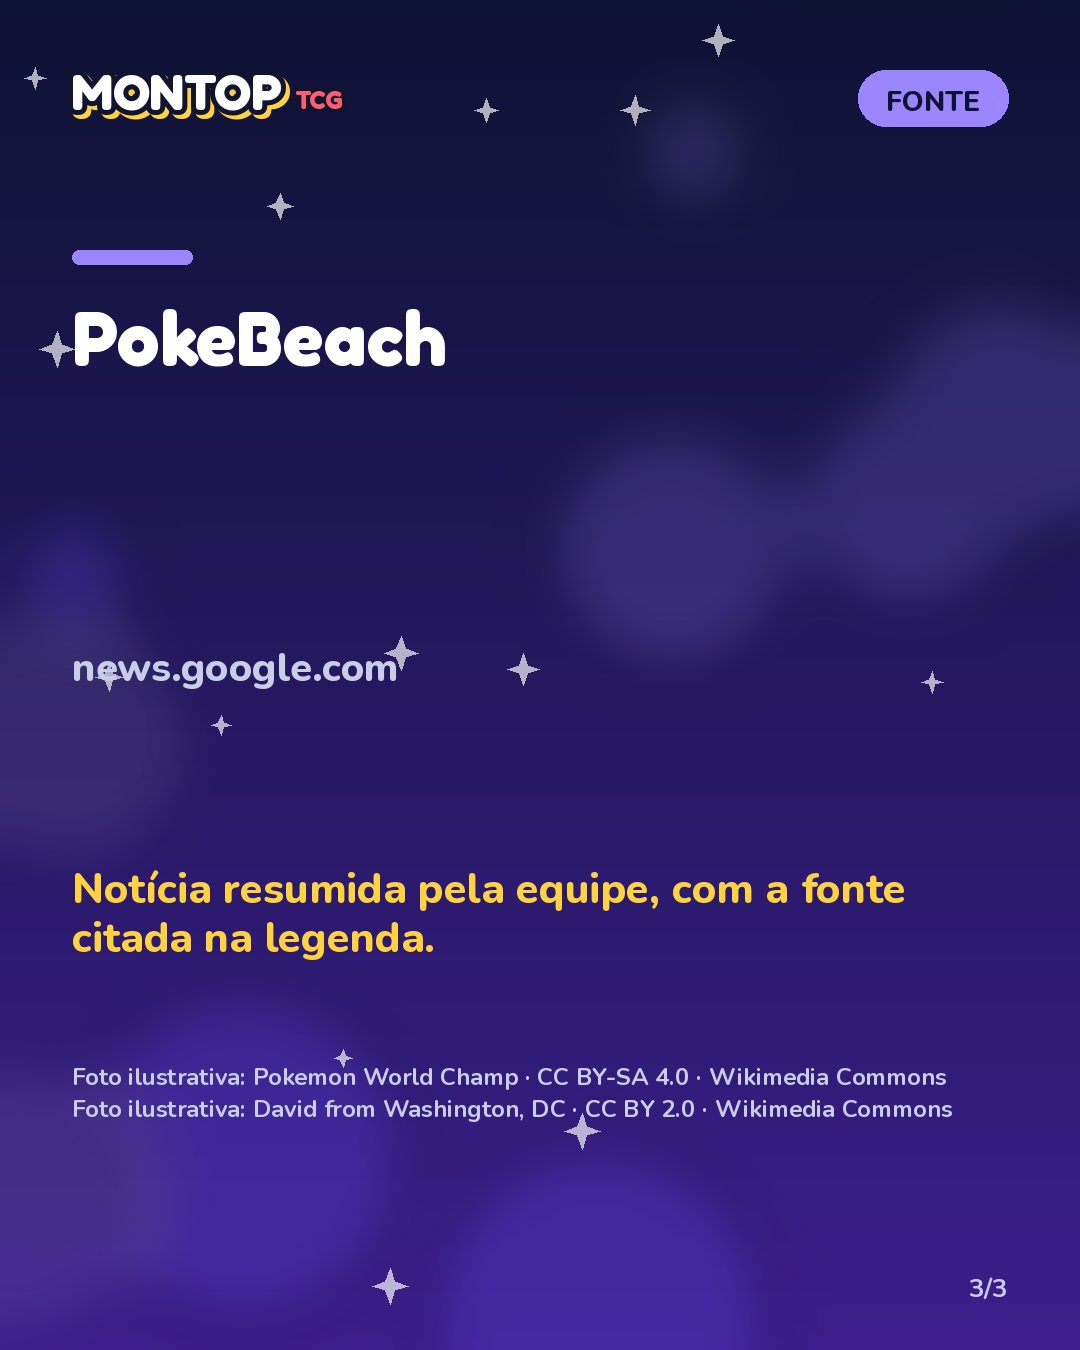 MONTOP TCG
FONTE
PokeBeach
news.google.com
Notícia resumida pela equipe, com a fonte
citada na legenda.
Foto ilustrativa: Pokemon World Champ · CC BY-SA 4.0 · Wikimedia Commons
Foto ilustrativa: David from Washington, DC · CC BY 2.0 · Wikimedia Commons
3/3